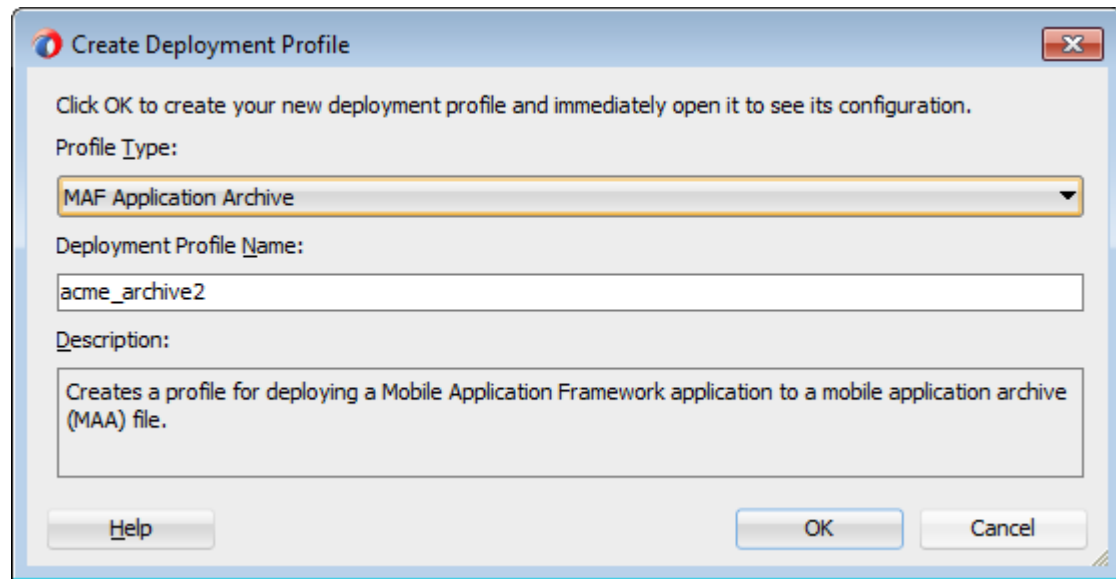 Create Deployment Profile
Click OK to create your new deployment profile and immediately open it to see its configuration.
Profile Type:
MAF Application Archive
Deployment Profile Name:
acme_archive2
Description:
Creates a profile for deploying a Mobile Application Framework application to a mobile application archive
(MAA) file.
Help OK Cancel